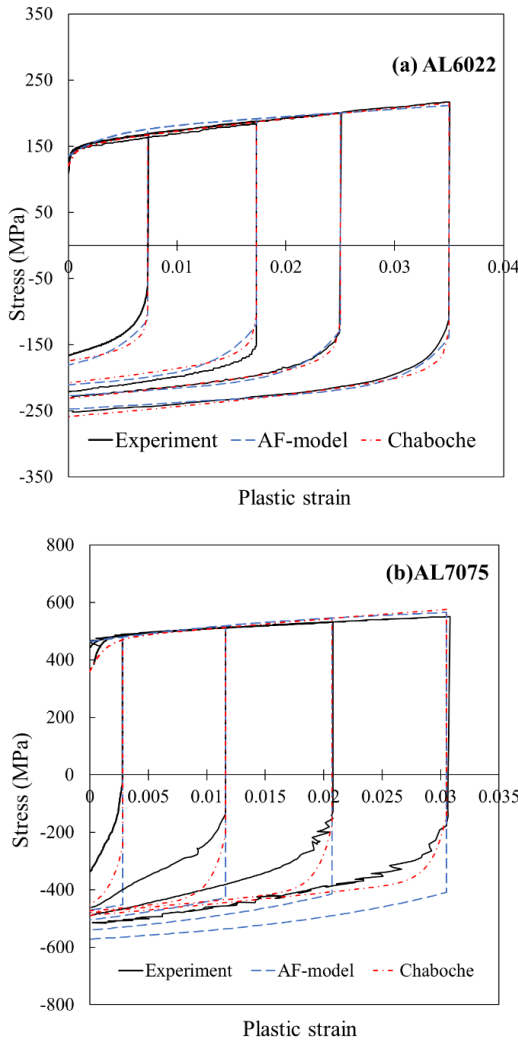 350
(a) AL6022
250
150
50
0
0.01
0.02
0.03
0.04
-50
-150
-250
-350
Stress (MPa)
Experiment
AF-model
Chaboche
Plastic strain
800
(b)AL7075
600
400
200
0
0
0.005
0.01
0.015
0.02
0.025
0.03
0.035
-200
-400
-600
-800
Stress (MPa)
Experiment
AF-model
Chaboche
Plastic strain